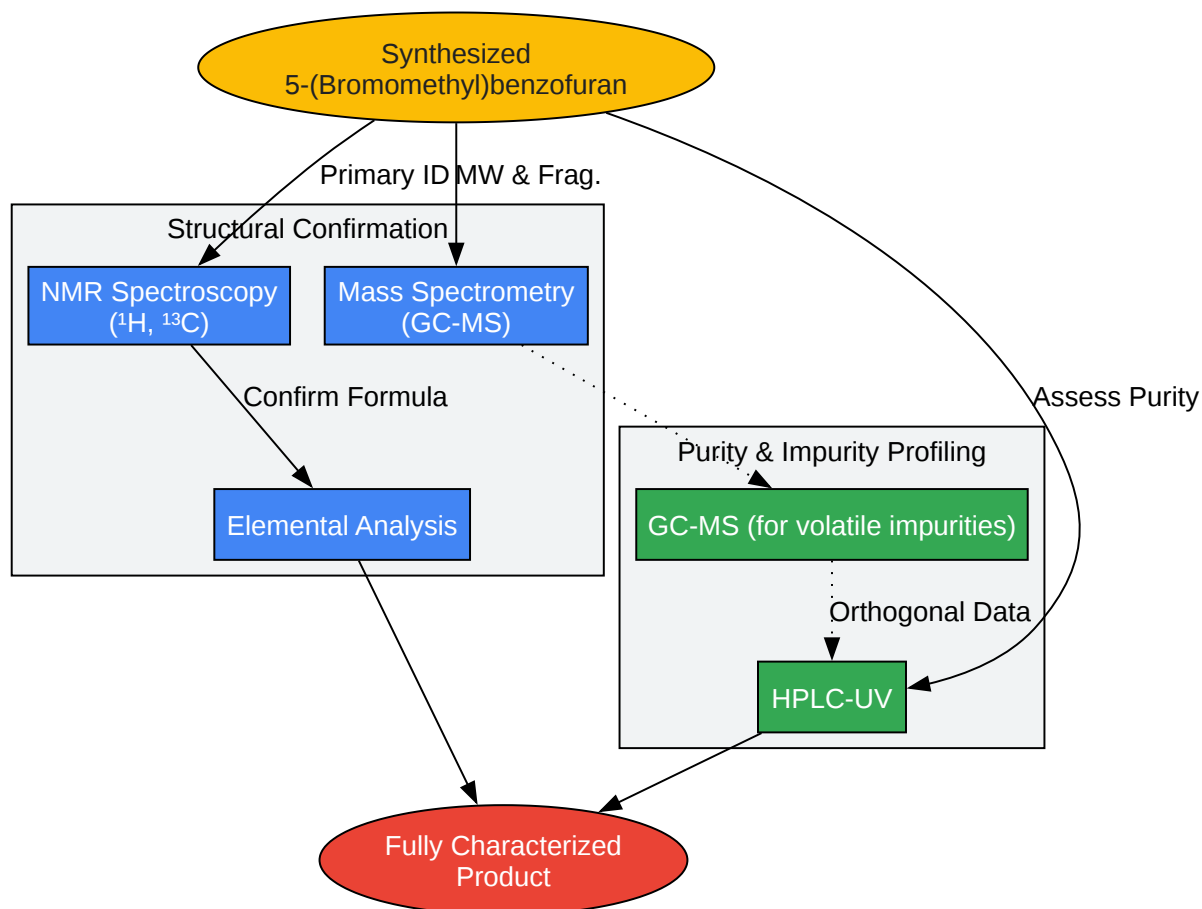 Synthesized
5-(Bromomethyl)benzofuran
Primary ID
MW & Frag.
Structural Confirmation
NMR Spectroscopy
(¹H, ¹³C)
Mass Spectrometry
(GC-MS)
Confirm Formula
Assess Purity
Purity & Impurity Profiling
Elemental Analysis
GC-MS (for volatile impurities)
Orthogonal Data
HPLC-UV
Fully Characterized
Product